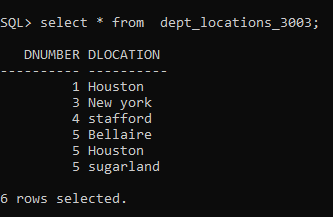 SQL> select * from  dept_locations_3003;
   DNUMBER DLOCATION
---------- ----------
         1 Houston
         3 New york
         4 stafford
         5 Bellaire
         5 Houston
         5 sugarland
6 rows selected.